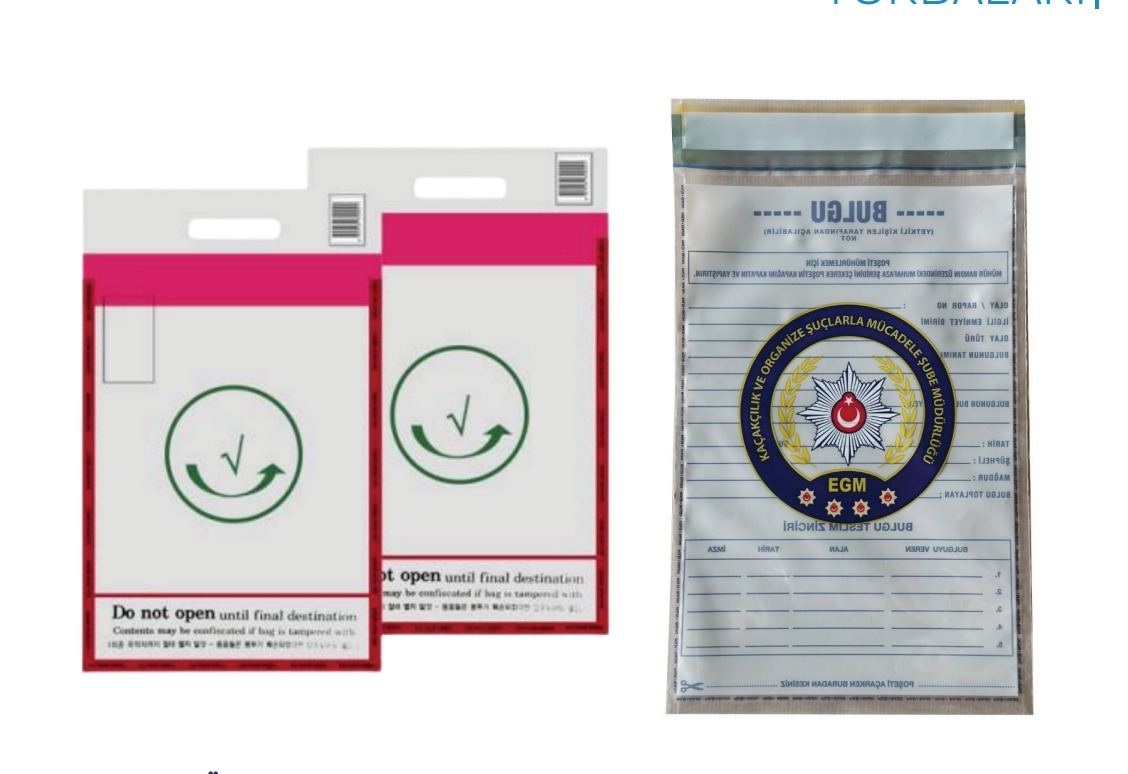 Do not open until final destination
Contents may be confiscated if bag is tampered with
ot open until final destination
may be confiscated if bag is tampered with
----- BULGU -----
(YETKİLİ KİŞİLER TARAFINDAN AÇILABİLİR)
NOT
POŞETİ MÜHÜRLEMEK İÇİN
MÜHÜR BANDIN ÜZERİNDEKİ MUHAFAZA ŞERİDİNİ ÇEKEREK POŞETİN KAPAĞINI KAPATIN VE YAPIŞTIRIN.
OLAY / RAPOR NO :
İLGİLİ EMNİYET BİRİMİ
OLAY TÜRÜ
BULGUNUN TANIMI
BULGUNUN BUL
TARİH :
ŞÜPHELİ :
MAĞDUR :
BULGU TOPLAYAN :
KAÇAKÇILIK VE ORGANİZE ŞUÇLARLA MÜCADELE ŞUBE MÜDÜRLÜĞÜ
EGM
BULGU TESLİM ZİNCİRİ
BULGUYU VEREN ALAN TARİH İMZA
1.
2.
3.
4.
5.
POŞETİ AÇARKEN BURADAN KESİNİZ